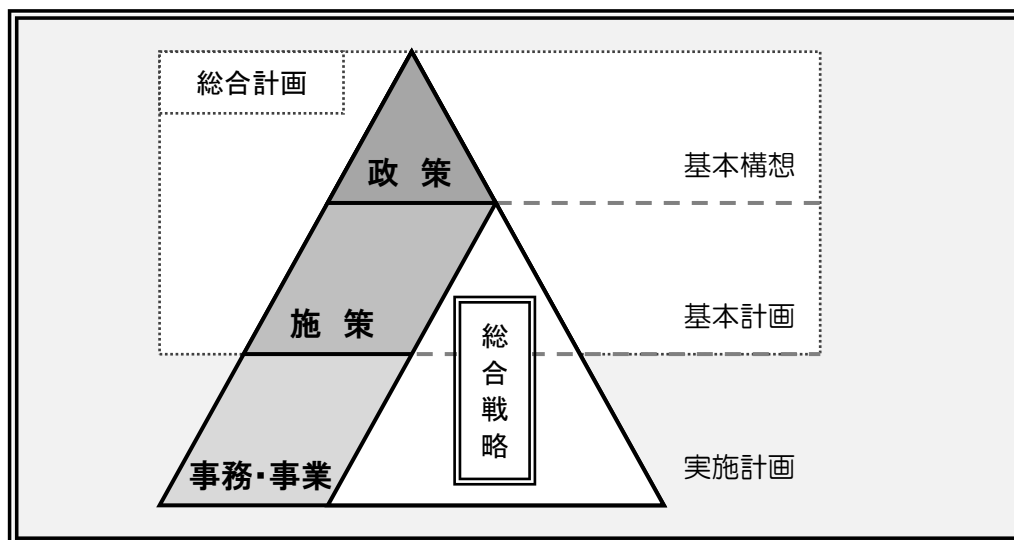 総合計画
政策
基本構想
施策
基本計画
総合戦略
事務・事業
実施計画